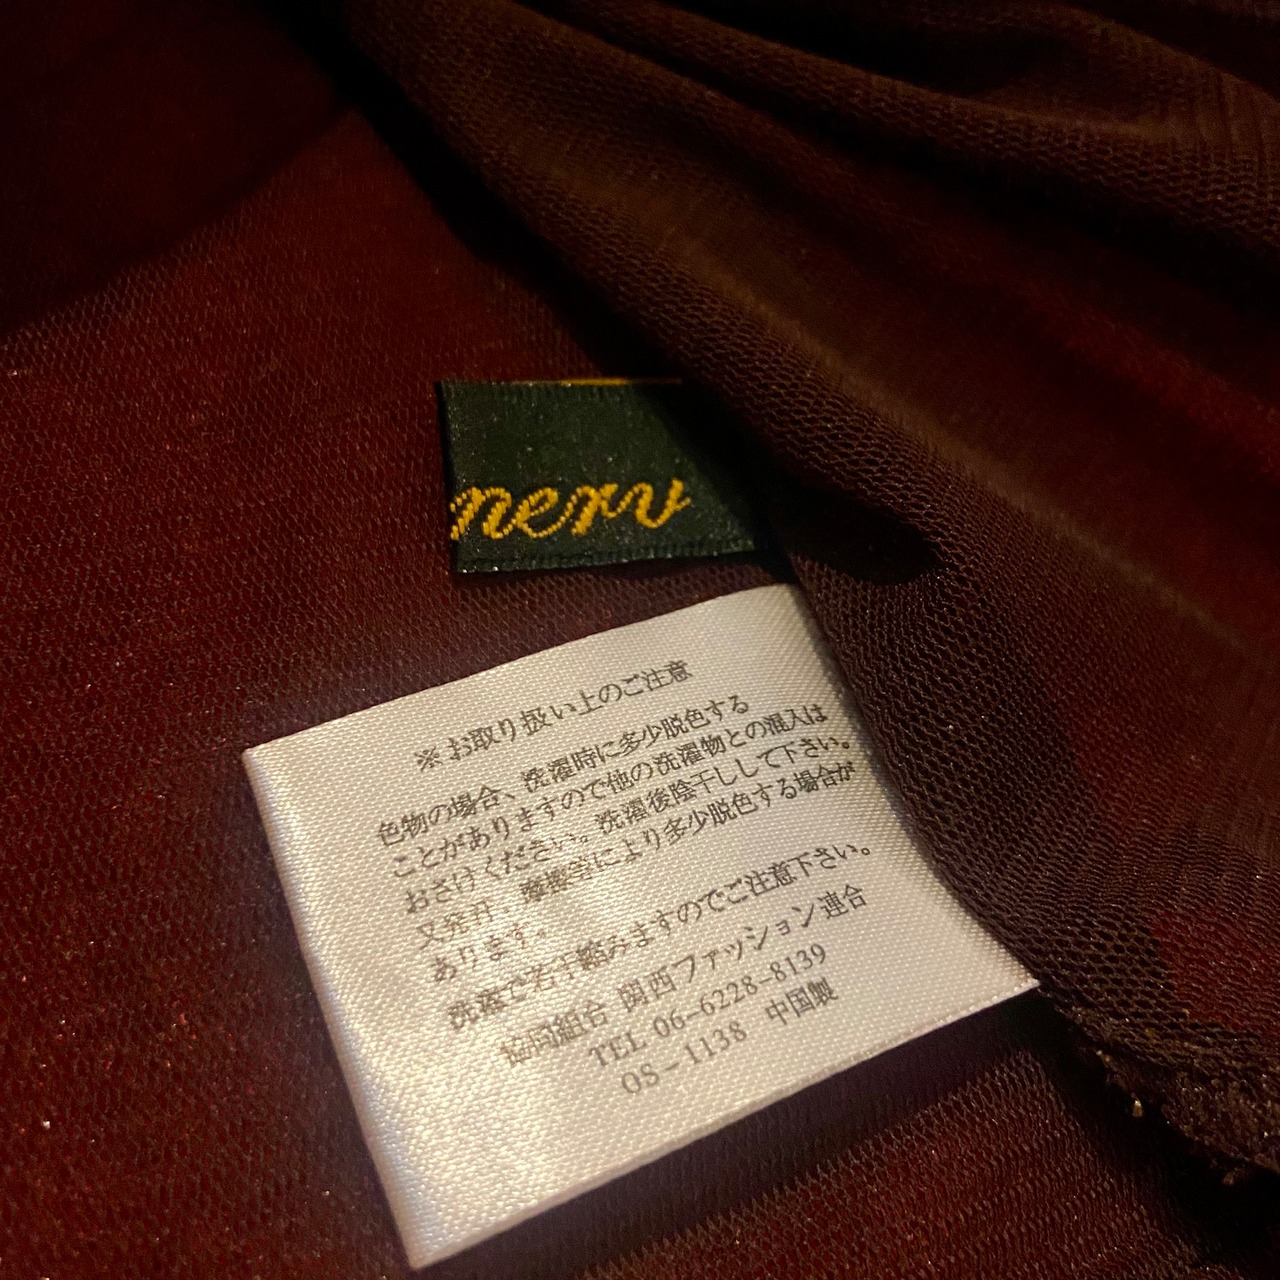 nerv
※お取り扱い上のご注意
色物の場合、洗濯時に多少脱色する
ことがありますので他の洗濯物との混入は
おさけください。洗濯後陰干しして下さい。
又発汗、摩擦等により多少脱色する場合が
あります。
洗濯で若干縮みますのでご注意下さい。
協同組合 関西ファッション連合
TEL 06-6228-8139
OS-1138 中国製